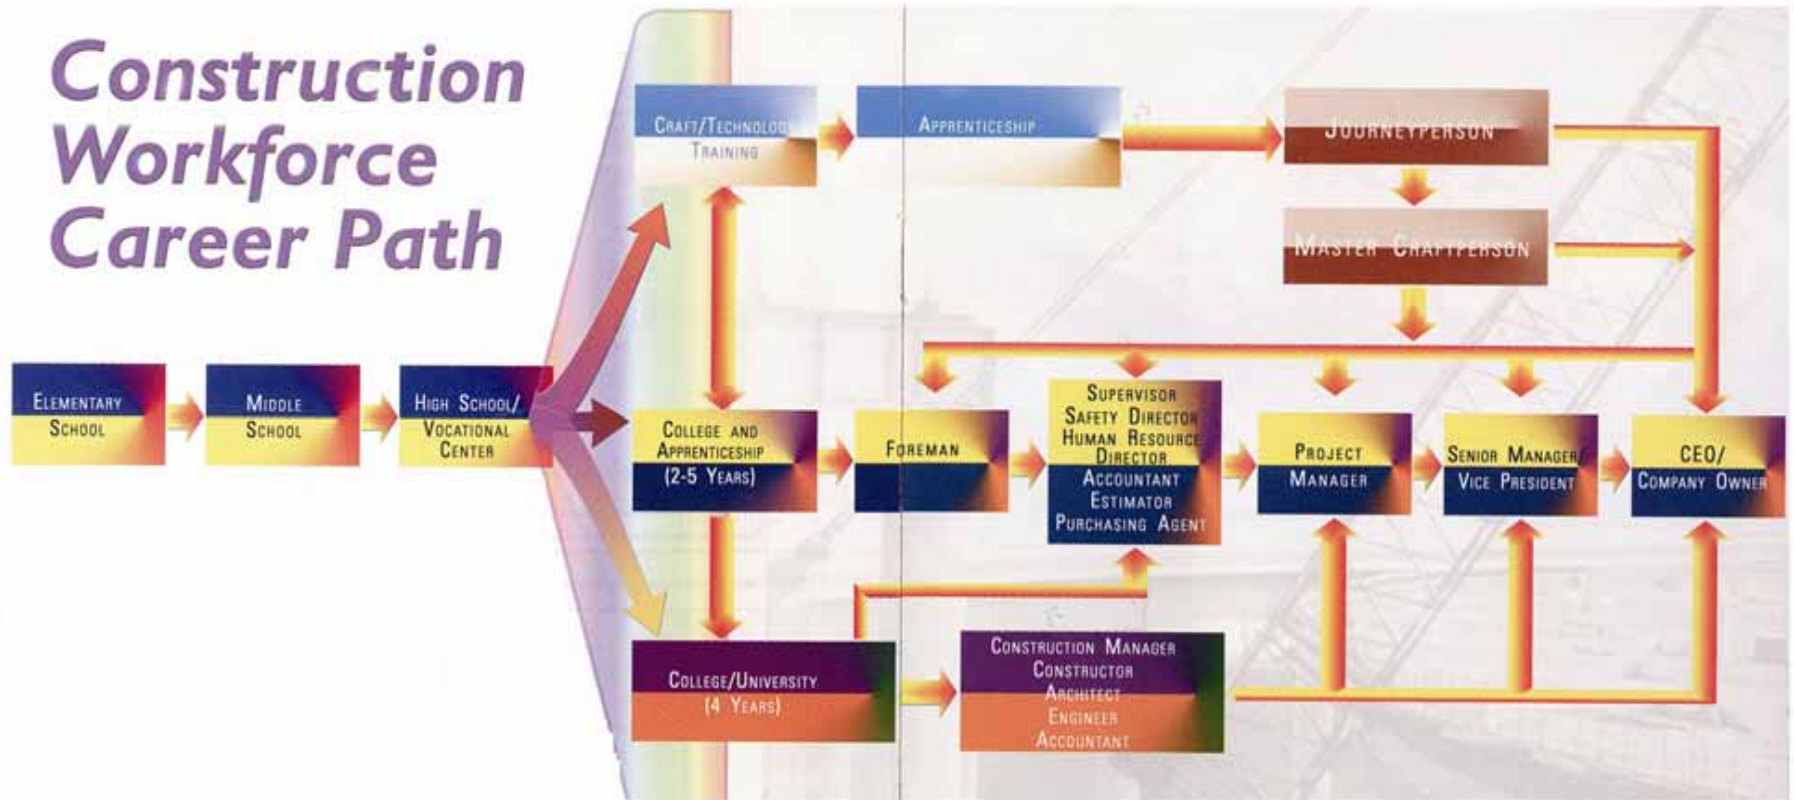 Construction
Workforce
Career Path
CRAFT/TECHNOLOGY
TRAINING
APPRENTICESHIP
JOURNEYPERSON
MASTER CRAFTPERSON
ELEMENTARY
SCHOOL
MIDDLE
SCHOOL
HIGH SCHOOL/
VOCATIONAL
CENTER
COLLEGE AND
APPRENTICESHIP
(2-5 YEARS)
FOREMAN
SUPERVISOR
SAFETY DIRECTOR
HUMAN RESOURCE
DIRECTOR
ACCOUNTANT
ESTIMATOR
PURCHASING AGENT
PROJECT
MANAGER
SENIOR MANAGER/
VICE PRESIDENT
CEO/
COMPANY OWNER
COLLEGE/UNIVERSITY
(4 YEARS)
CONSTRUCTION MANAGER
CONSTRUCTOR
ARCHITECT
ENGINEER
ACCOUNTANT